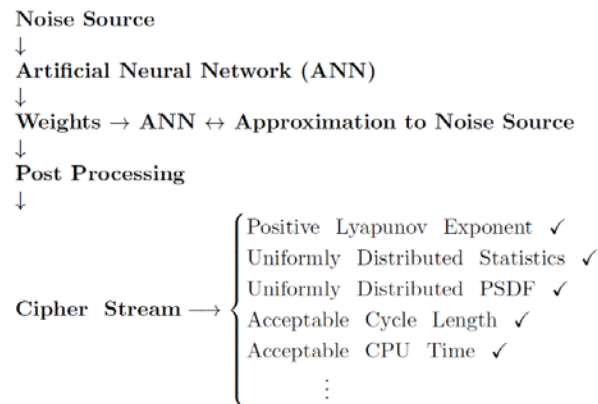 Noise Source
↓
Artificial Neural Network (ANN)
↓
Weights → ANN ↔ Approximation to Noise Source
↓
Post Processing
↓
Positive Lyapunov Exponent ✓
Uniformly Distributed Statistics ✓
Uniformly Distributed PSDF ✓
Cipher Stream ⟶
Acceptable Cycle Length ✓
Acceptable CPU Time ✓
⋮